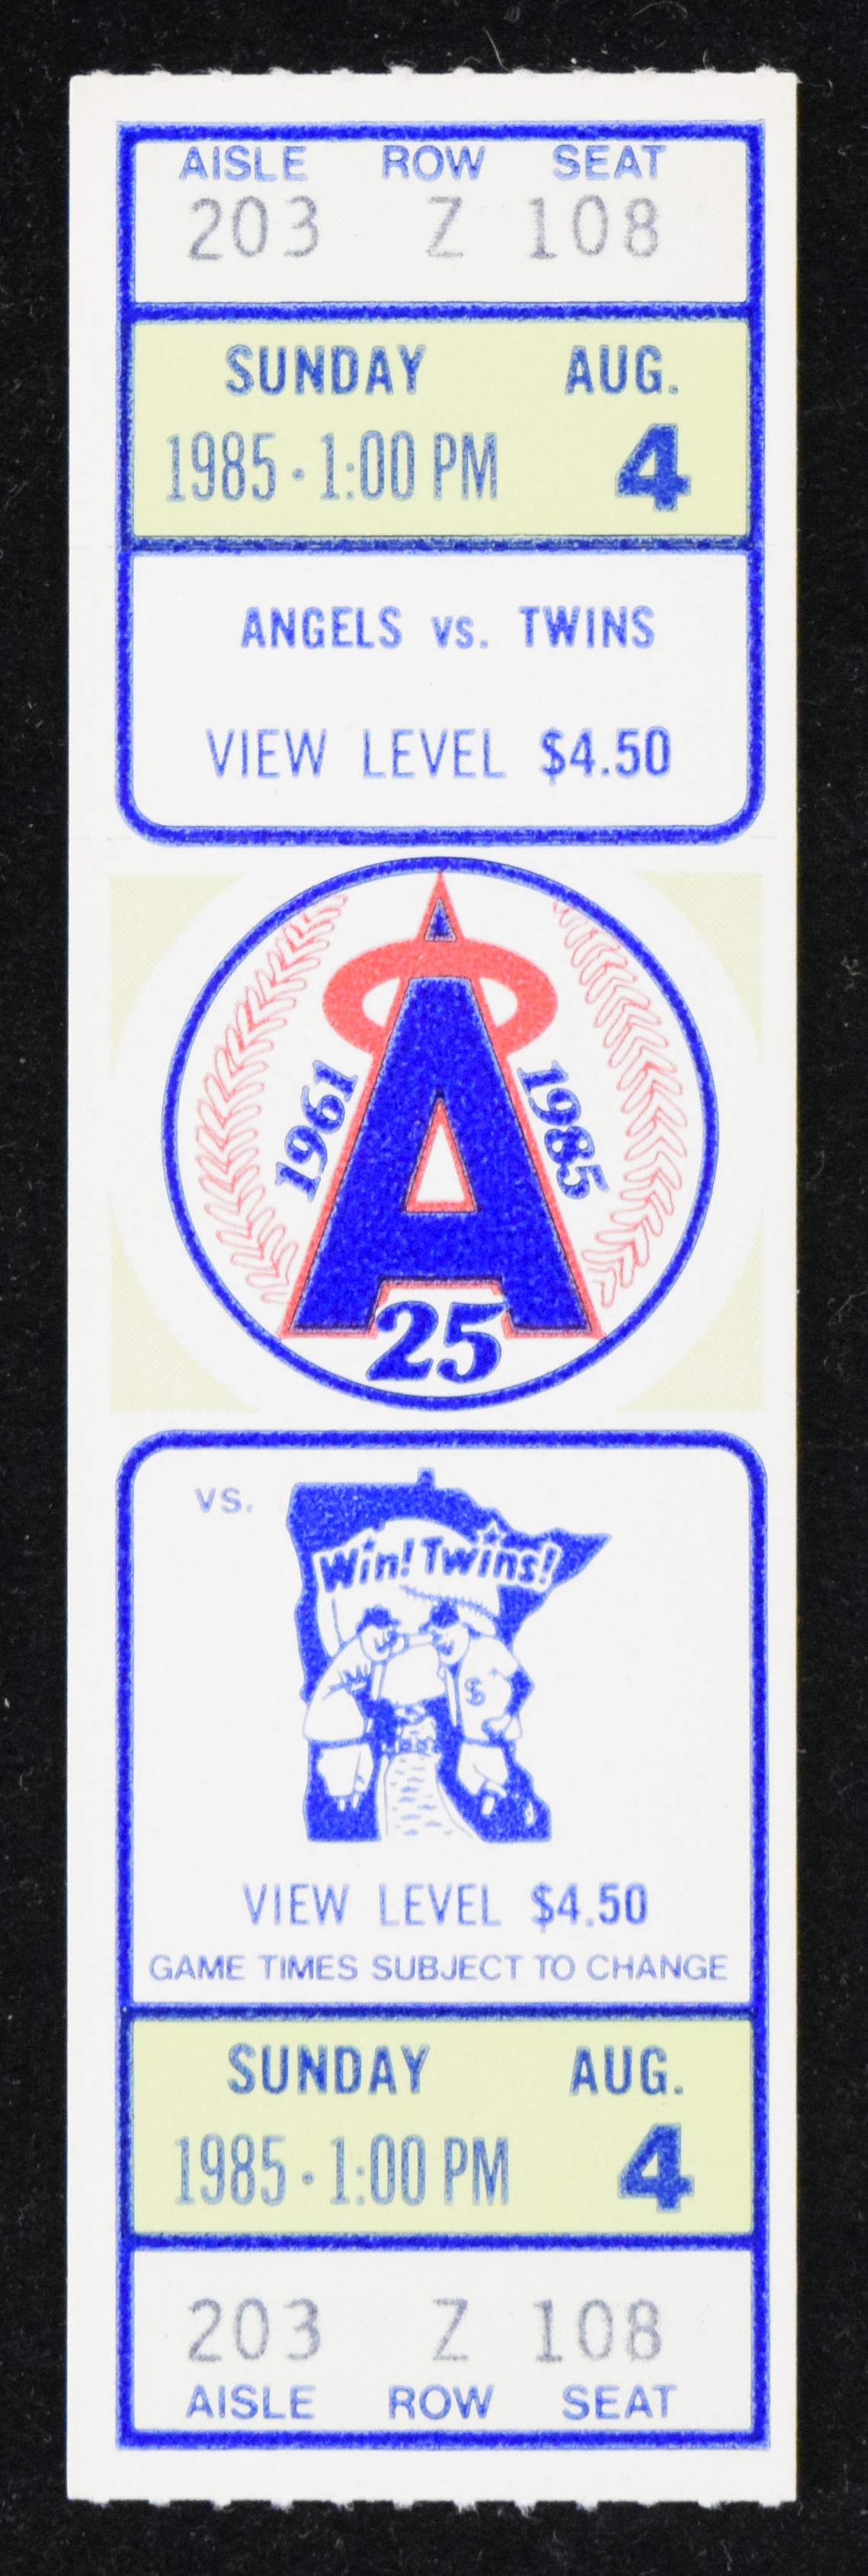 AISLE ROW SEAT
203 Z 108
SUNDAY AUG.
1985 · 1:00 PM 4
ANGELS vs. TWINS
VIEW LEVEL $4.50
A
1961 1985
25
VS.
Win! Twins!
VIEW LEVEL $4.50
GAME TIMES SUBJECT TO CHANGE
SUNDAY AUG.
1985 · 1:00 PM 4
203 Z 108
AISLE ROW SEAT